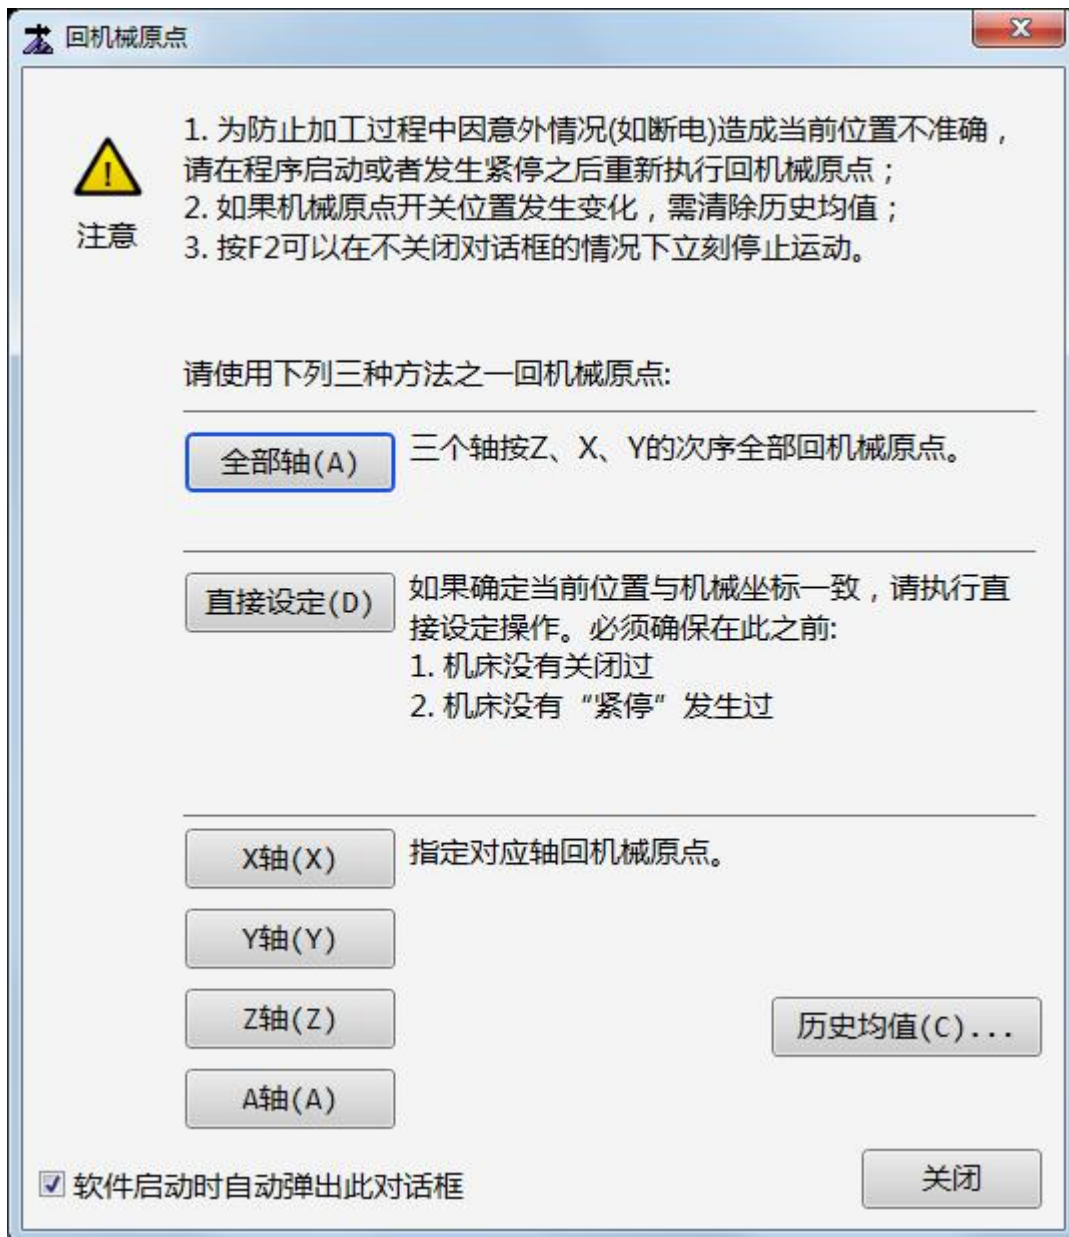 回机械原点
1. 为防止加工过程中因意外情况(如断电)造成当前位置不准确，
请在程序启动或者发生紧停之后重新执行回机械原点；
2. 如果机械原点开关位置发生变化，需清除历史均值；
3. 按F2可以在不关闭对话框的情况下立刻停止运动。
注意
请使用下列三种方法之一回机械原点:
全部轴(A)
三个轴按Z、X、Y的次序全部回机械原点。
直接设定(D)
如果确定当前位置与机械坐标一致，请执行直
接设定操作。必须确保在此之前:
1. 机床没有关闭过
2. 机床没有“紧停”发生过
X轴(X)
指定对应轴回机械原点。
Y轴(Y)
Z轴(Z)
历史均值(C)...
A轴(A)
软件启动时自动弹出此对话框
关闭